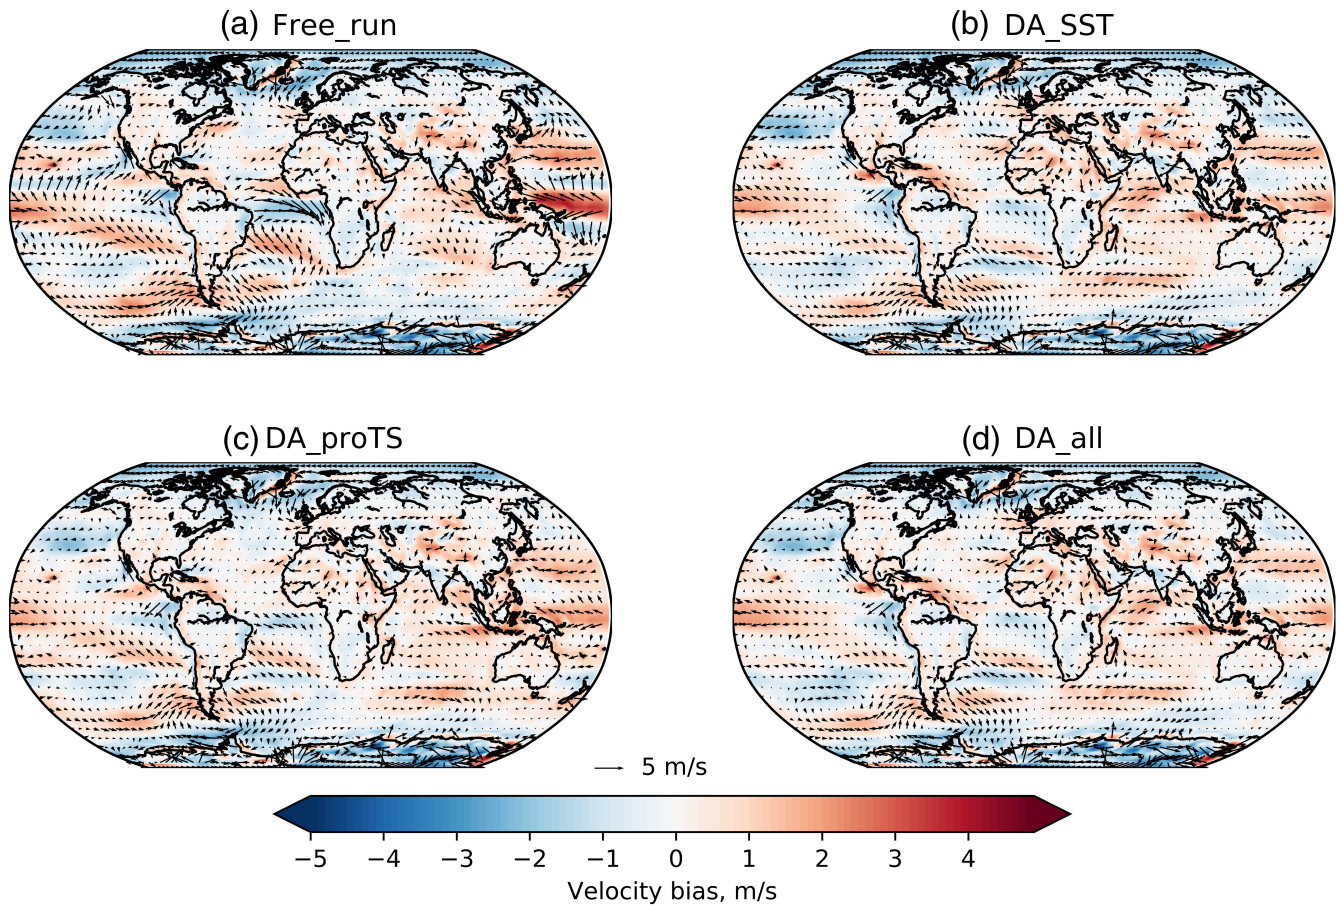 (a) Free_run
(b) DA_SST
(c) DA_proTS
(d) DA_all
5 m/s
−5 −4 −3 −2 −1 0 1 2 3 4
Velocity bias, m/s